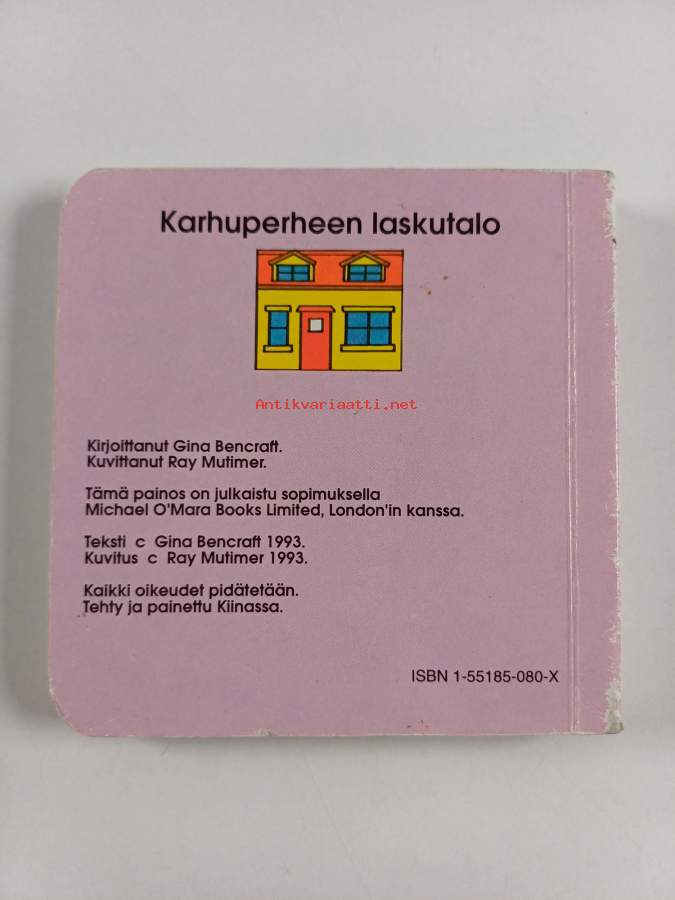 Karhuperheen laskutalo
Antikvariaatti.net
Kirjoittanut Gina Bencraft.
Kuvittanut Ray Mutimer.
Tämä painos on julkaistu sopimuksella
Michael O'Mara Books Limited, London'in kanssa.
Teksti c Gina Bencraft 1993.
Kuvitus c Ray Mutimer 1993.
Kaikki oikeudet pidätetään.
Tehty ja painettu Kiinassa.
ISBN 1-55185-080-X